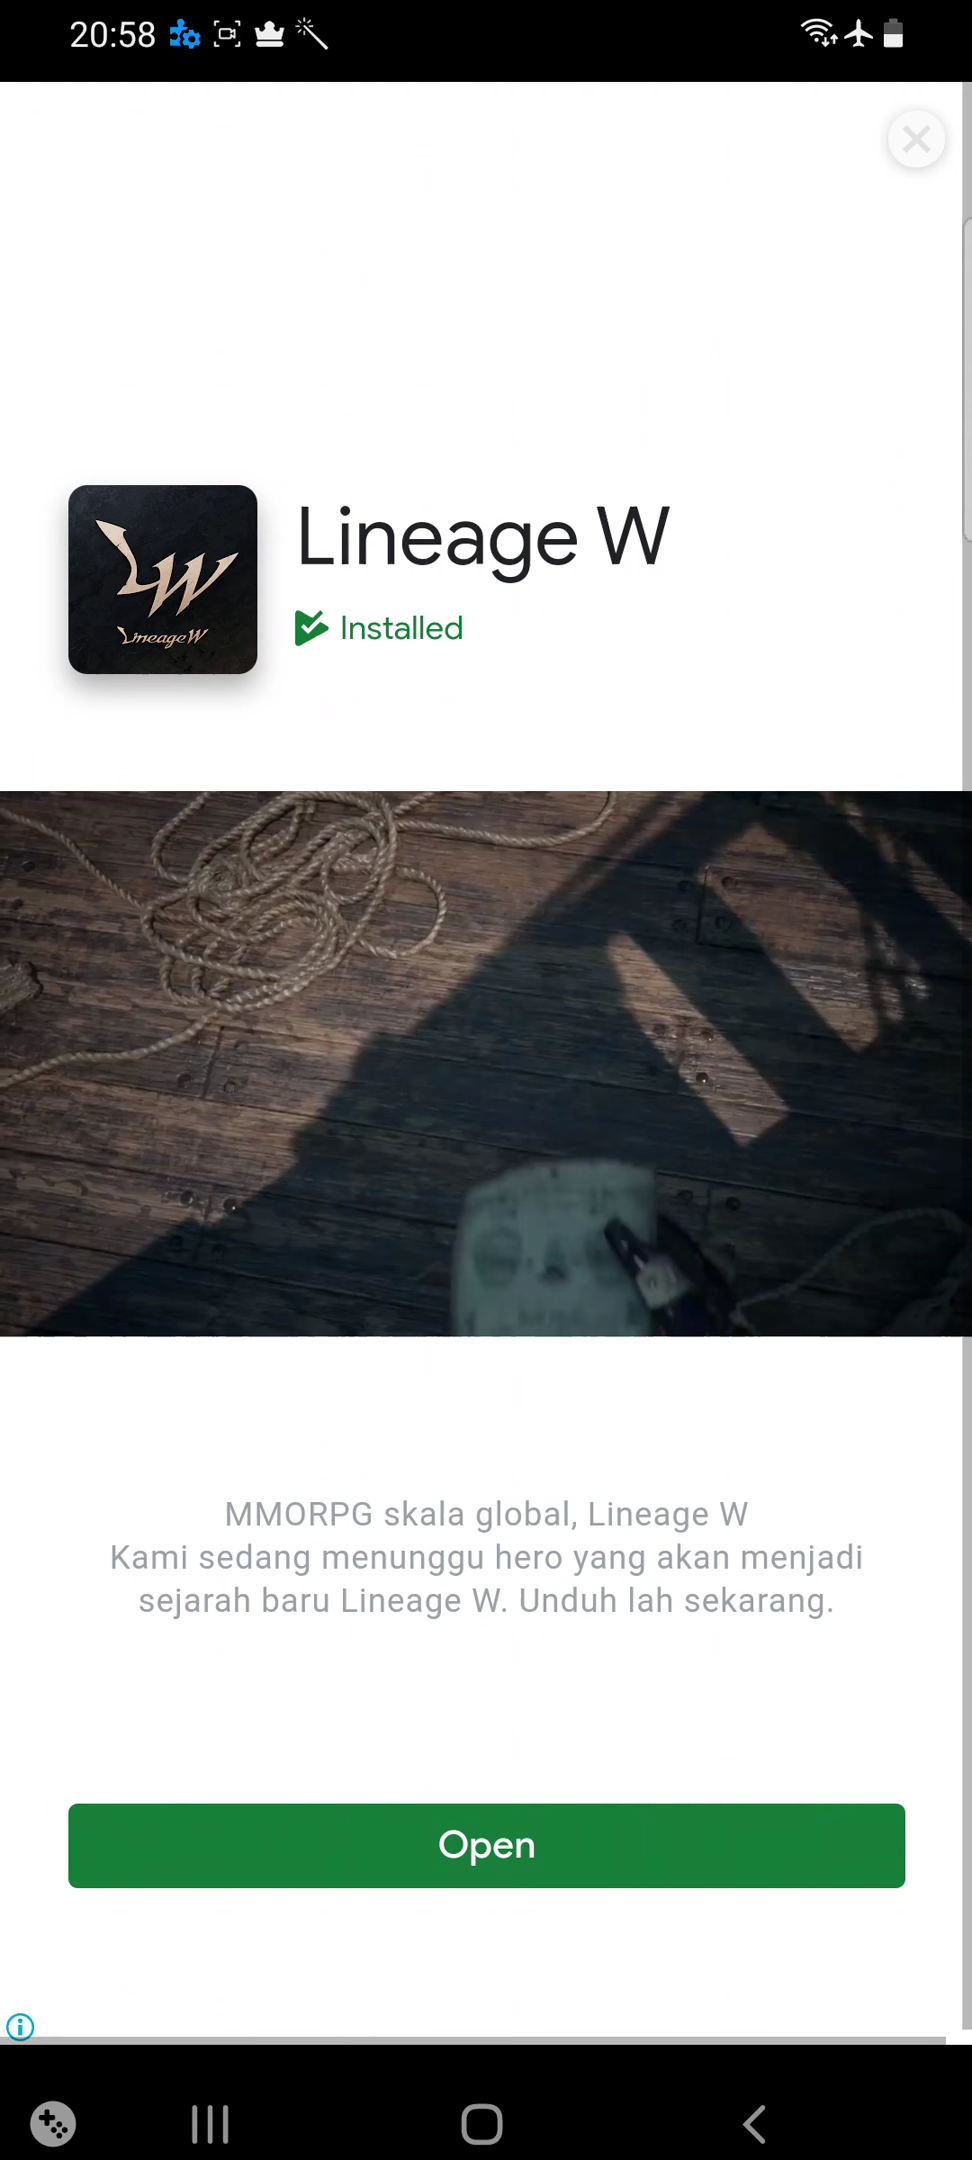 20:58
Lineage W
LW
Lineage W
Installed
MMORPG skala global, Lineage W
Kami sedang menunggu hero yang akan menjadi
sejarah baru Lineage W. Unduh lah sekarang.
Open